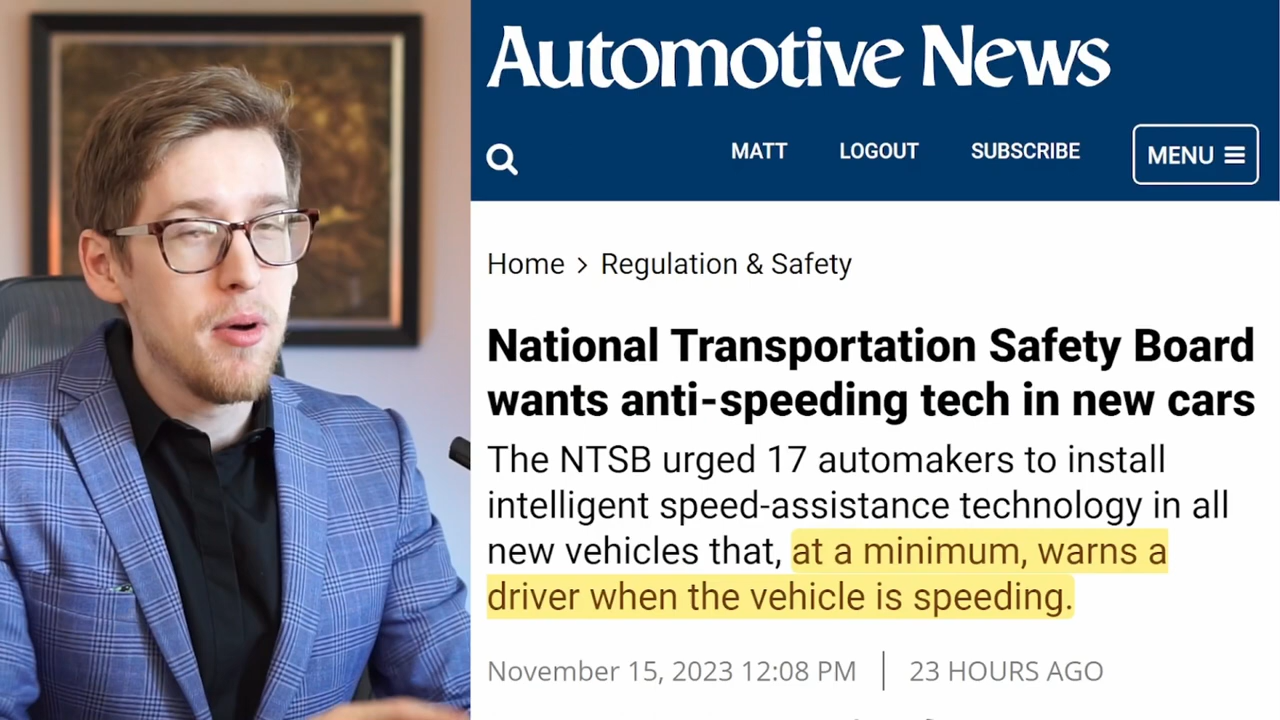 Automotive News
MATT LOGOUT SUBSCRIBE MENU
Home > Regulation & Safety
National Transportation Safety Board
wants anti-speeding tech in new cars
The NTSB urged 17 automakers to install
intelligent speed-assistance technology in all
new vehicles that, at a minimum, warns a
driver when the vehicle is speeding.
November 15, 2023 12:08 PM | 23 HOURS AGO